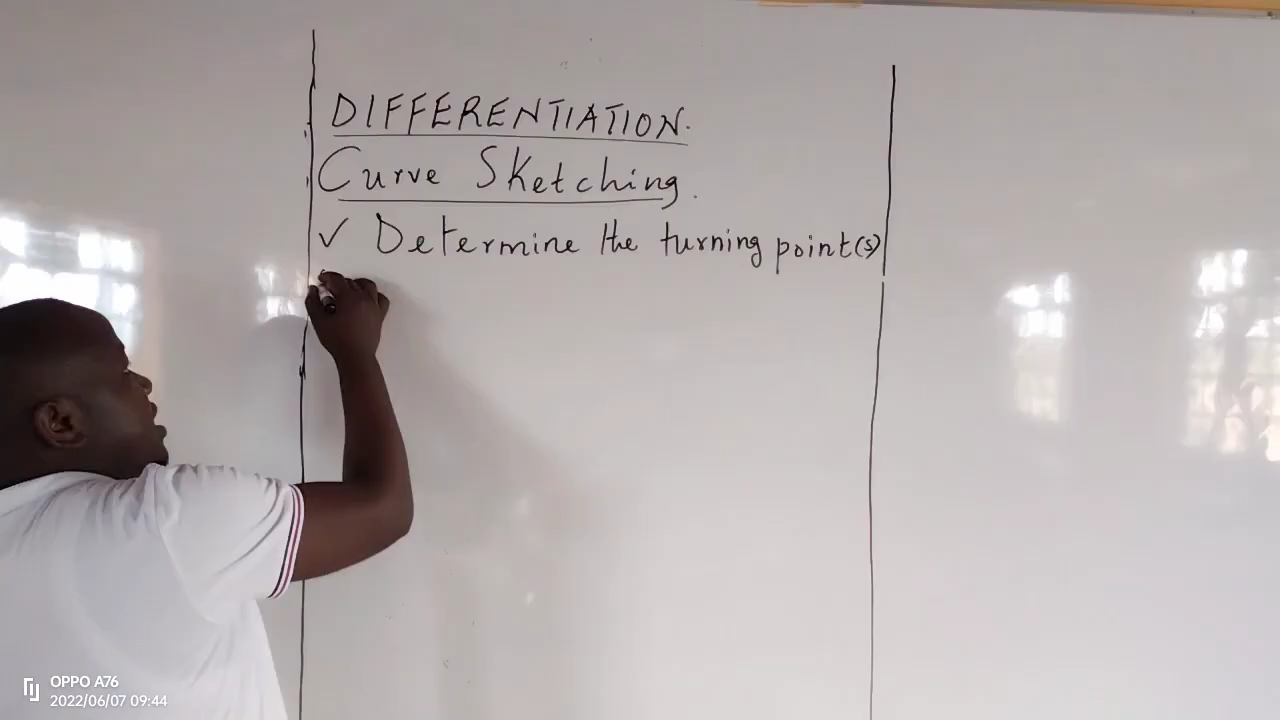 DIFFERENTIATION.
Curve Sketching.
✓ Determine the turning point(s)
OPPO A76
2022/06/07 09:44